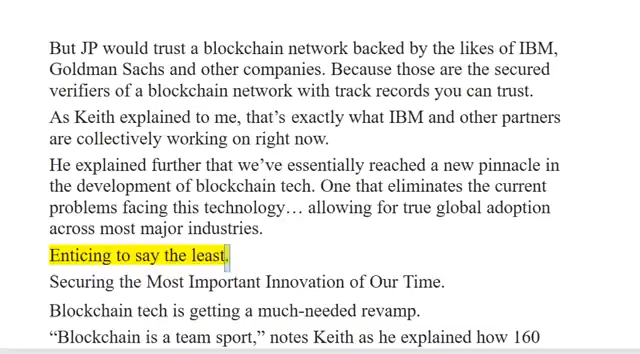 But JP would trust a blockchain network backed by the likes of IBM,
Goldman Sachs and other companies. Because those are the secured
verifiers of a blockchain network with track records you can trust.
As Keith explained to me, that’s exactly what IBM and other partners
are collectively working on right now.
He explained further that we’ve essentially reached a new pinnacle in
the development of blockchain tech. One that eliminates the current
problems facing this technology… allowing for true global adoption
across most major industries.
Enticing to say the least.
Securing the Most Important Innovation of Our Time.
Blockchain tech is getting a much-needed revamp.
“Blockchain is a team sport,” notes Keith as he explained how 160